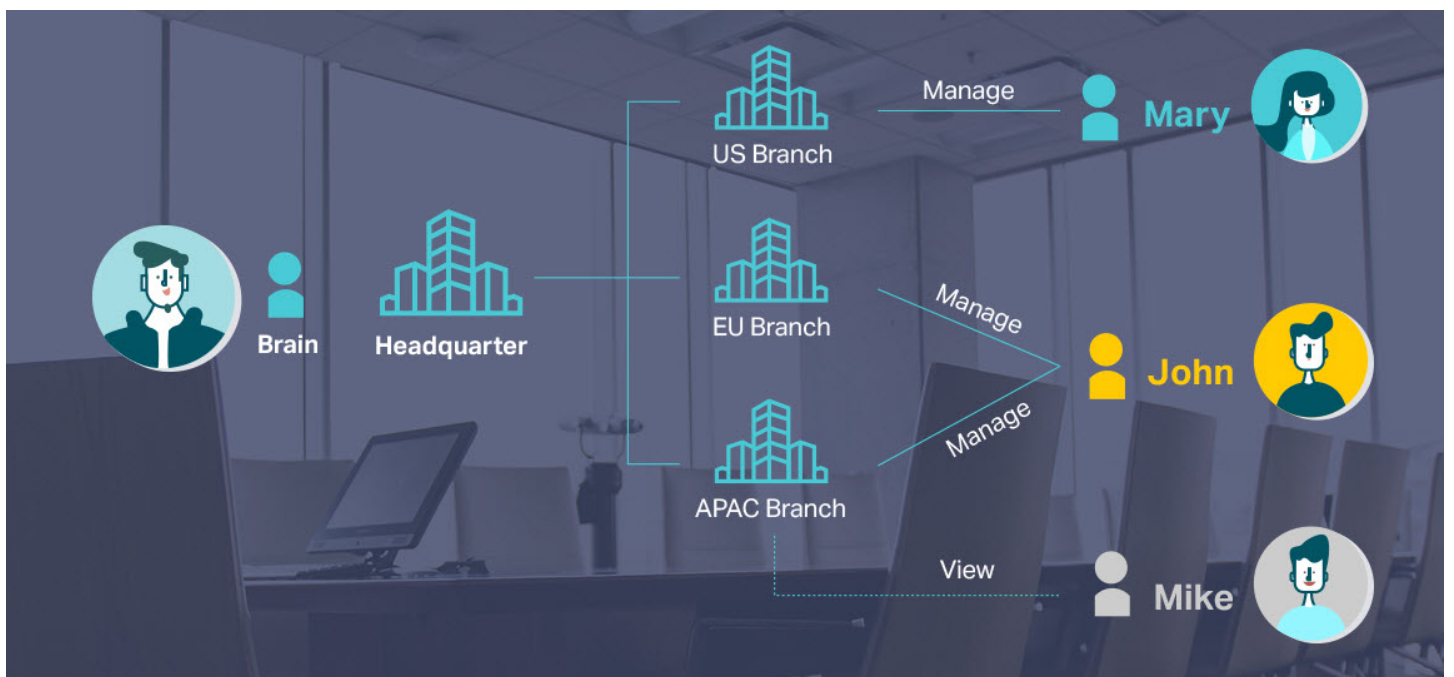 US Branch
Manage
Mary
Brain
Headquarter
EU Branch
Manage
John
Manage
APAC Branch
View
Mike